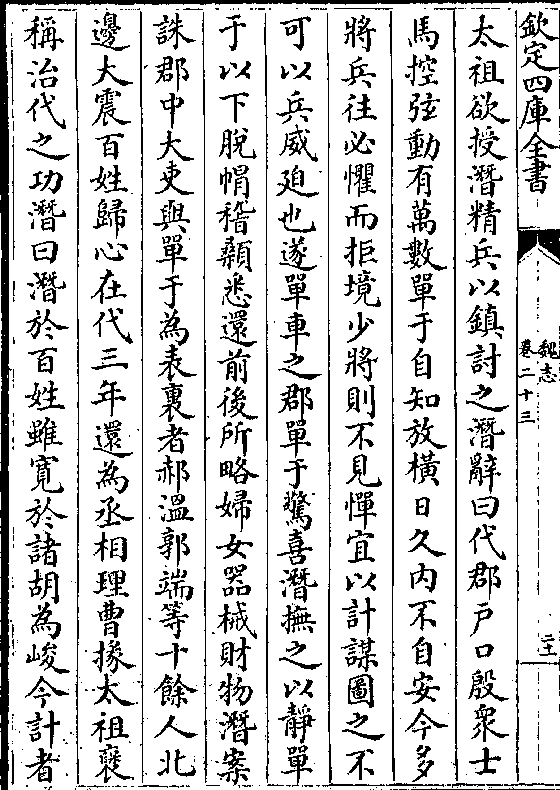 欽定四庫全書
魏志
卷二十三
太祖欲授潛精兵以鎮討之潛辭曰代郡戶口殷衆士
馬控弦動有萬數單于自知放橫日久内不自安今多
將兵往必懼而拒境少將則不見憚宜以計謀圖之不
可以兵威廹也遂單車之郡單于驚喜潛撫之以靜單
于以下脫帽稽顙悉還前後所略婦女器械財物潛案
誅郡中大吏與單于為表裏者郝溫郭端等十餘人北
邊大震百姓歸心在代三年還為丞相理曹掾太祖襃
稱治代之功潛曰潛於百姓雖寛於諸胡為峻今計者